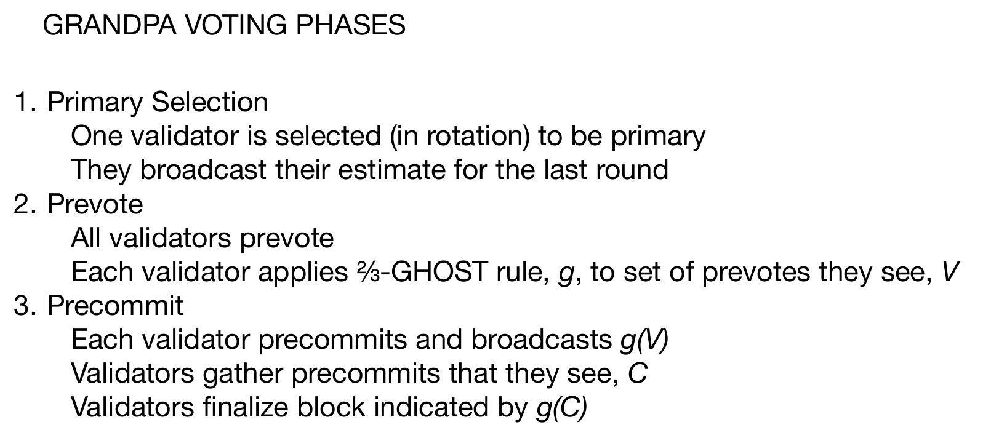 GRANDPA VOTING PHASES
1. Primary Selection
One validator is selected (in rotation) to be primary
They broadcast their estimate for the last round
2. Prevote
All validators prevote
Each validator applies ⅔-GHOST rule, g, to set of prevotes they see, V
3. Precommit
Each validator precommits and broadcasts g(V)
Validators gather precommits that they see, C
Validators finalize block indicated by g(C)